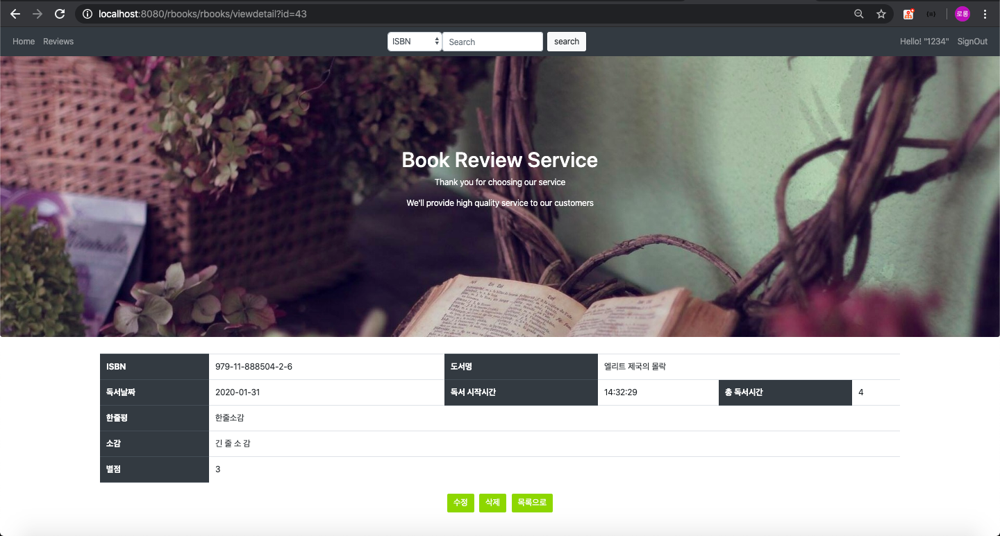 localhost:8080/rbooks/rbooks/viewdetail?id=43
로롱
Home Reviews ISBN Search search Hello! "1234" SignOut
Book Review Service
Thank you for choosing our service
We'll provide high quality service to our customers
ISBN 979-11-888504-2-6 도서명 엘리트 제국의 몰락
독서날짜 2020-01-31 독서 시작시간 14:32:29 총 독서시간 4
한줄평 한줄소감
소감 긴 줄 소 감
별점 3
수정 삭제 목록으로